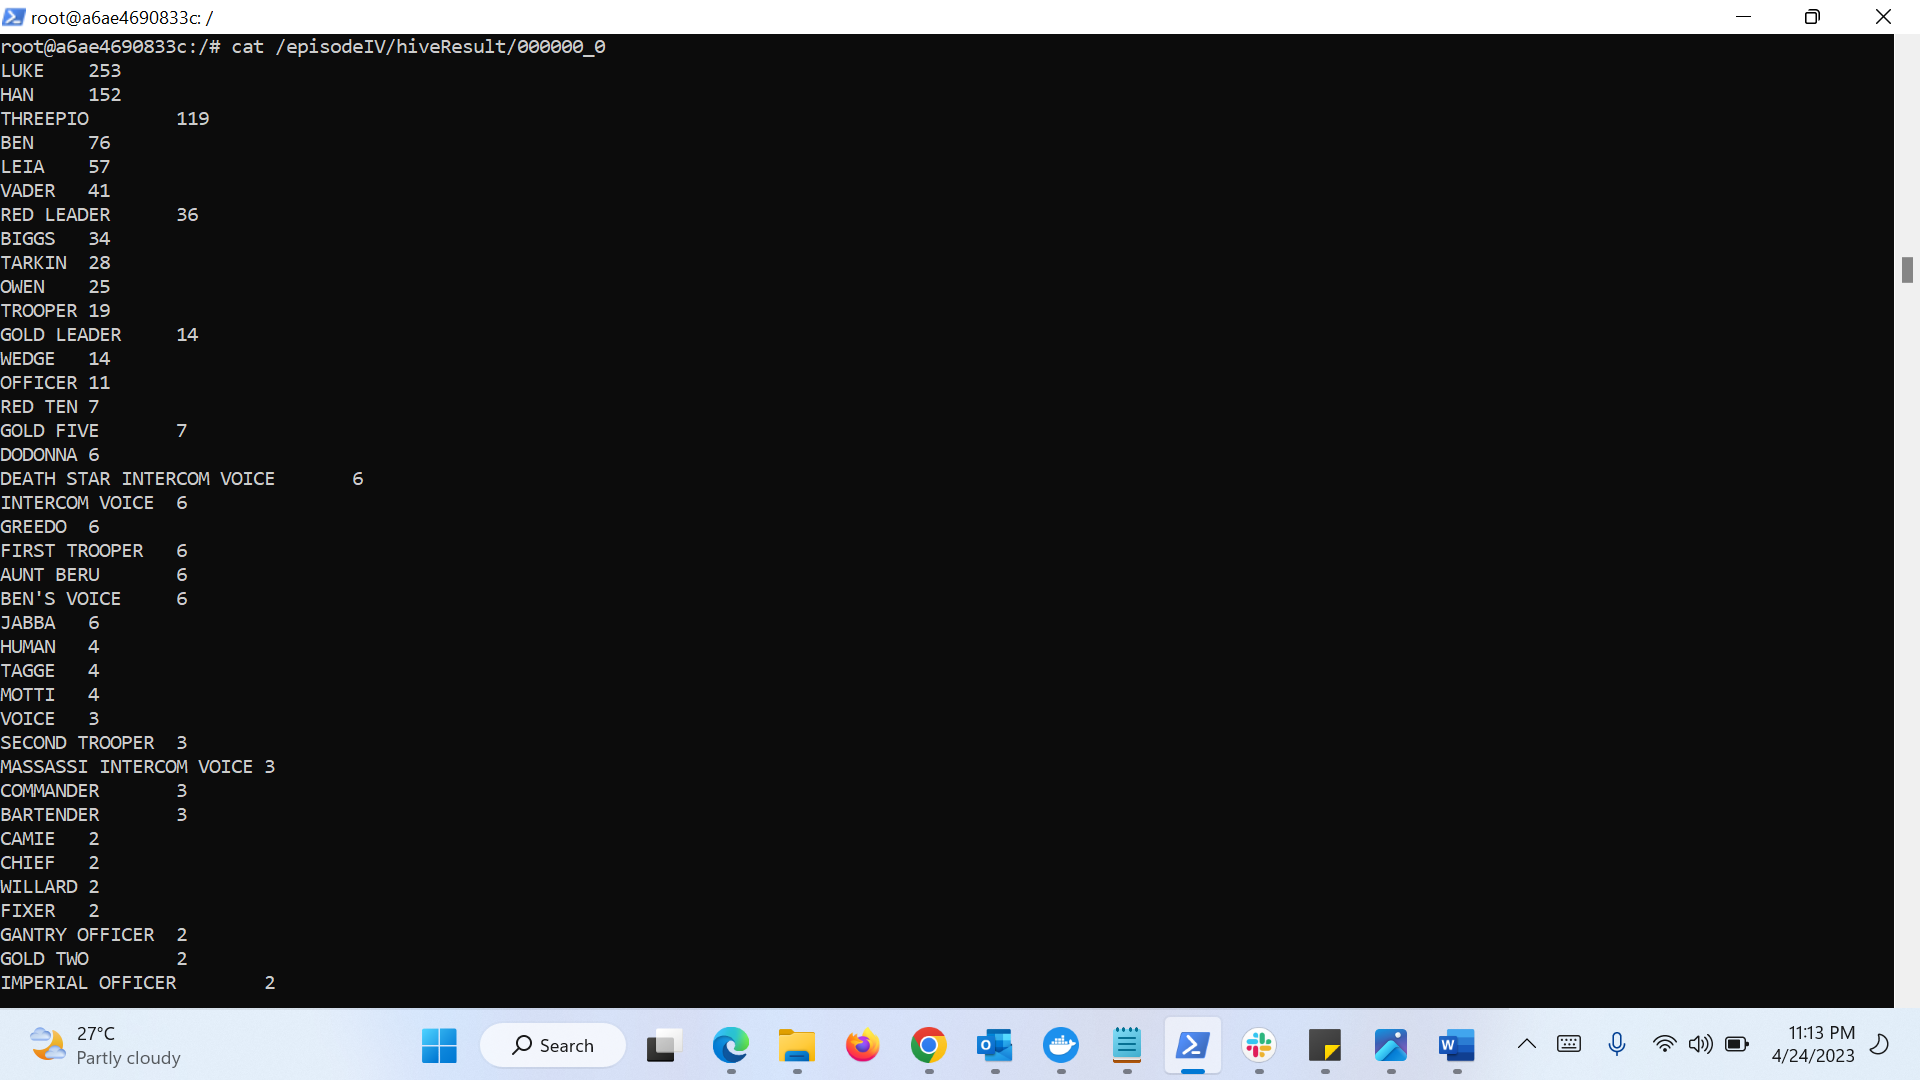 root@a6ae4690833c: /
root@a6ae4690833c:/# cat /episodeIV/hiveResult/000000_0
LUKE 253
HAN 152
THREEPIO 119
BEN 76
LEIA 57
VADER 41
RED LEADER 36
BIGGS 34
TARKIN 28
OWEN 25
TROOPER 19
GOLD LEADER 14
WEDGE 14
OFFICER 11
RED TEN 7
GOLD FIVE 7
DODONNA 6
DEATH STAR INTERCOM VOICE 6
INTERCOM VOICE 6
GREEDO 6
FIRST TROOPER 6
AUNT BERU 6
BEN'S VOICE 6
JABBA 6
HUMAN 4
TAGGE 4
MOTTI 4
VOICE 3
SECOND TROOPER 3
MASSASSI INTERCOM VOICE 3
COMMANDER 3
BARTENDER 3
CAMIE 2
CHIEF 2
WILLARD 2
FIXER 2
GANTRY OFFICER 2
GOLD TWO 2
IMPERIAL OFFICER 2
27°C
Partly cloudy
Search
11:13 PM
4/24/2023